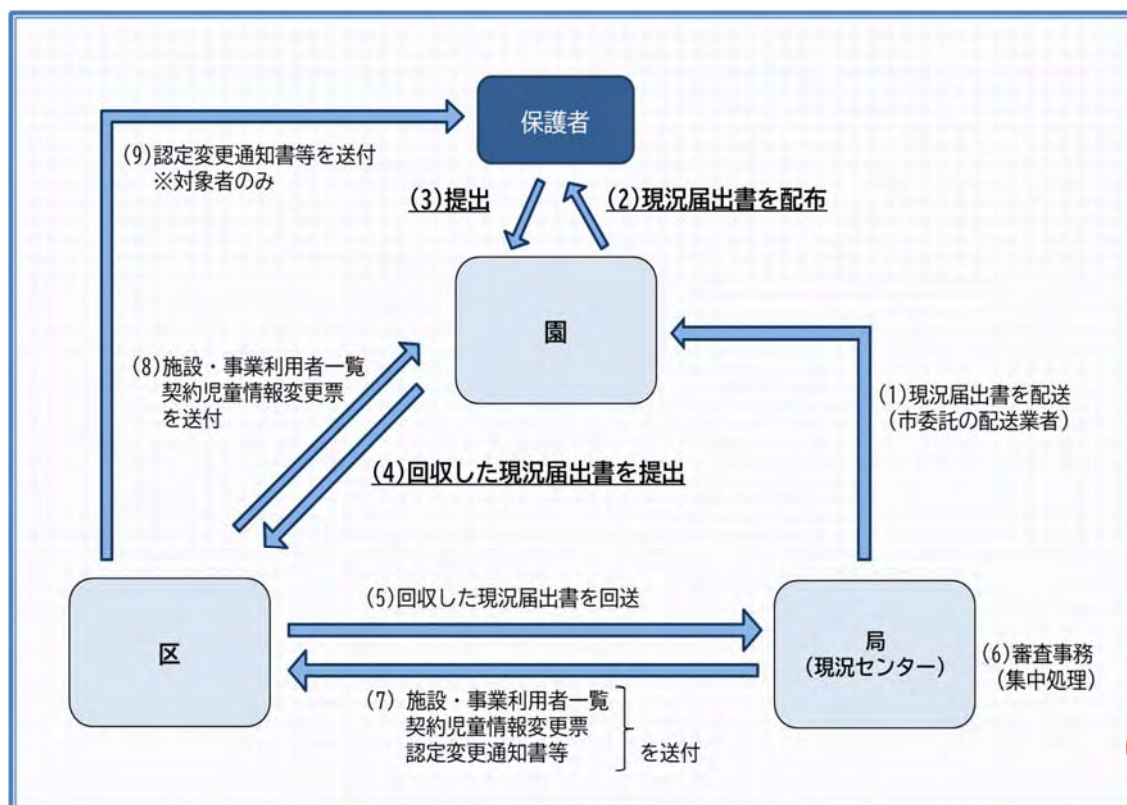 保護者
(9)認定変更通知書等を送付
※対象者のみ
(3)提出
(2)現況届出書を配布
園
(8)施設・事業利用者一覧
契約児童情報変更票
を送付
(1)現況届出書を配送
(市委託の配送業者)
(4)回収した現況届出書を提出
(5)回収した現況届出書を回送
区
局
(現況センター)
(6)審査事務
(集中処理)
(7) 施設・事業利用者一覧
契約児童情報変更票
認定変更通知書等
を送付